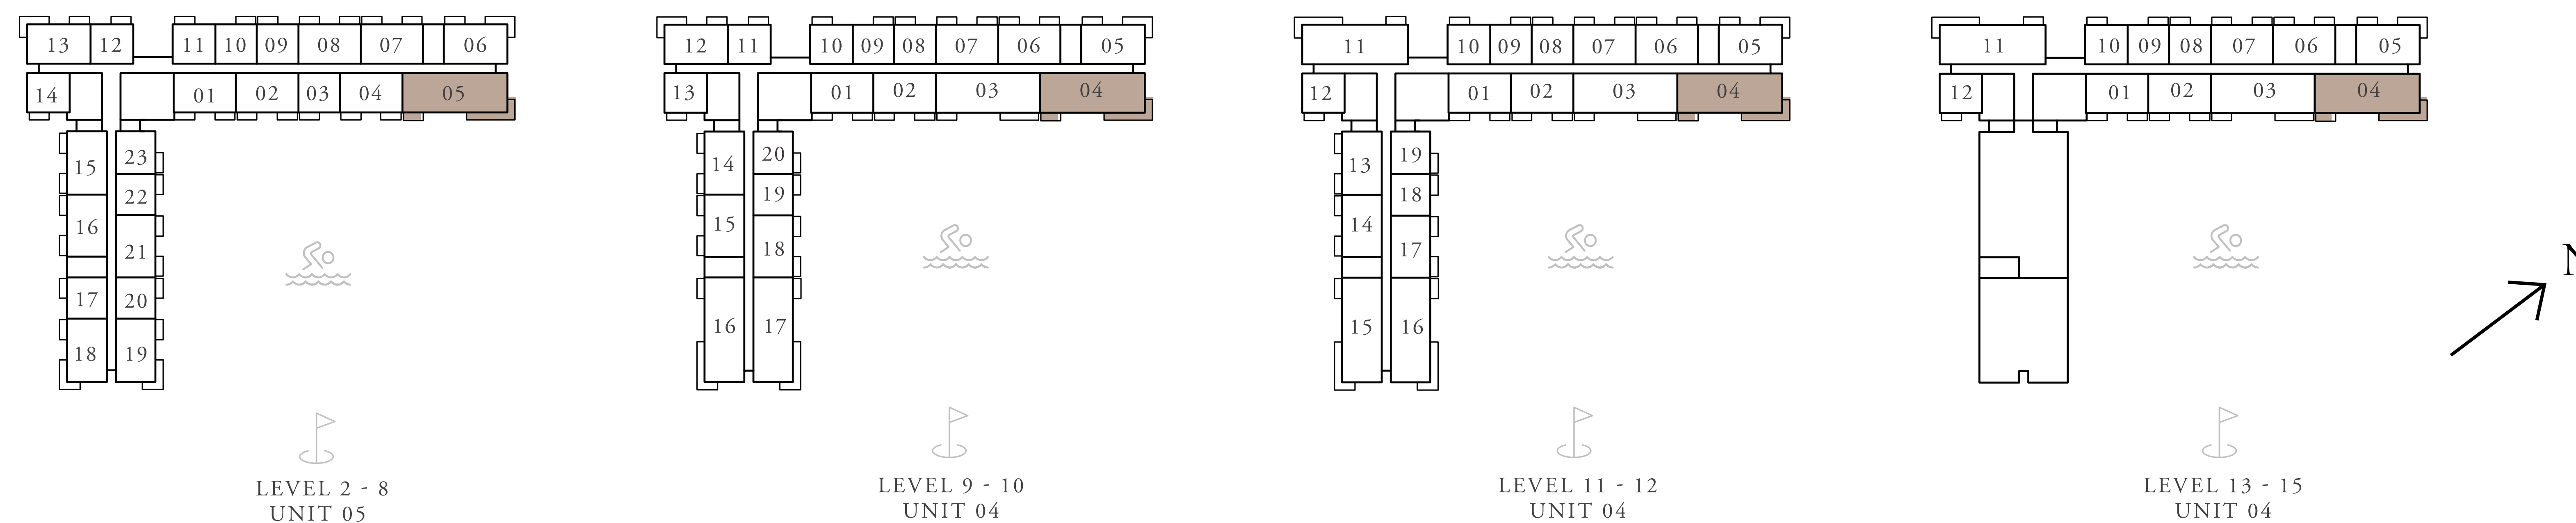 13 12 11 10 09 08 07 06
14 01 02 03 04 05
15 23
22
16
21
17 20
18 19
LEVEL 2 - 8
UNIT 05
12 11 10 09 08 07 06 05
13 01 02 03 04
14 20
19
15
18
16 17
LEVEL 9 - 10
UNIT 04
11 10 09 08 07 06 05
12 01 02 03 04
13 19
18
14
17
15 16
LEVEL 11 - 12
UNIT 04
11 10 09 08 07 06 05
12 01 02 03 04
LEVEL 13 - 15
UNIT 04
N